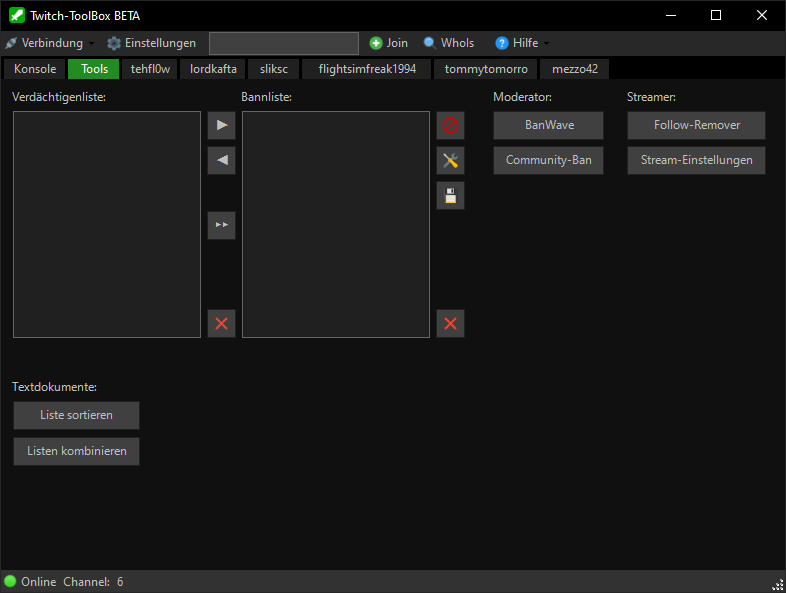 Twitch-ToolBox BETA
Verbindung Einstellungen Join WhoIs Hilfe
Konsole Tools tehfl0w lordkafta sliksc flightsimfreak1994 tommytomorro mezzo42
Verdächtigenliste: Bannliste: Moderator: Streamer:
BanWave Follow-Remover
Community-Ban Stream-Einstellungen
Textdokumente:
Liste sortieren
Listen kombinieren
Online Channel: 6